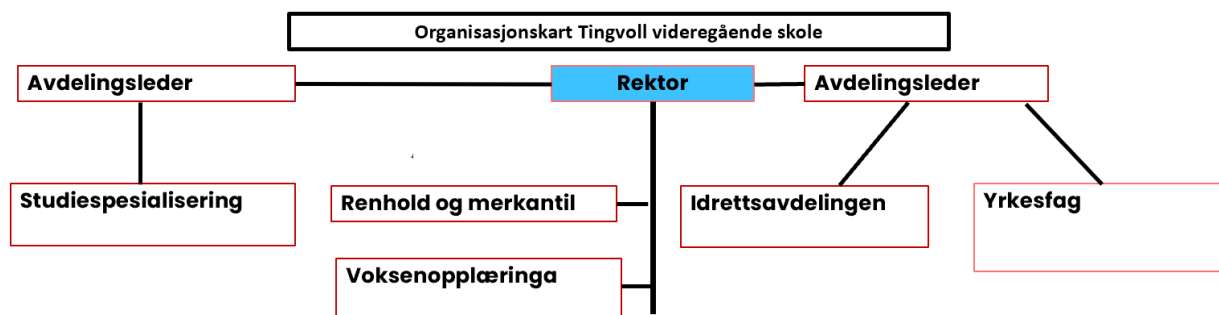 Organisasjonskart Tingvoll videregående skole
Avdelingsleder
Rektor
Avdelingsleder
Studiespesialisering
Renhold og merkantil
Idrettsavdelingen
Yrkesfag
Voksenopplæringa